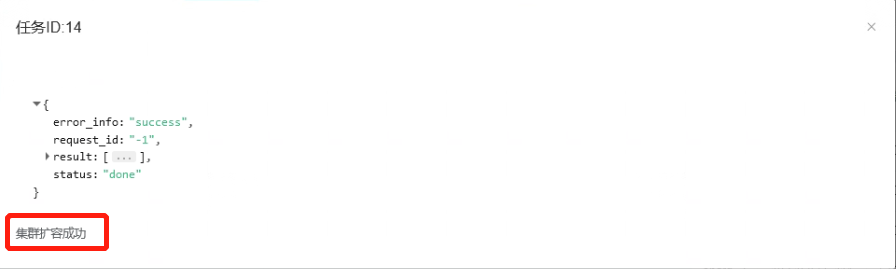 任务ID:14
×
{
error_info: "success",
request_id: "-1",
result: [ ... ],
status: "done"
}
集群扩容成功